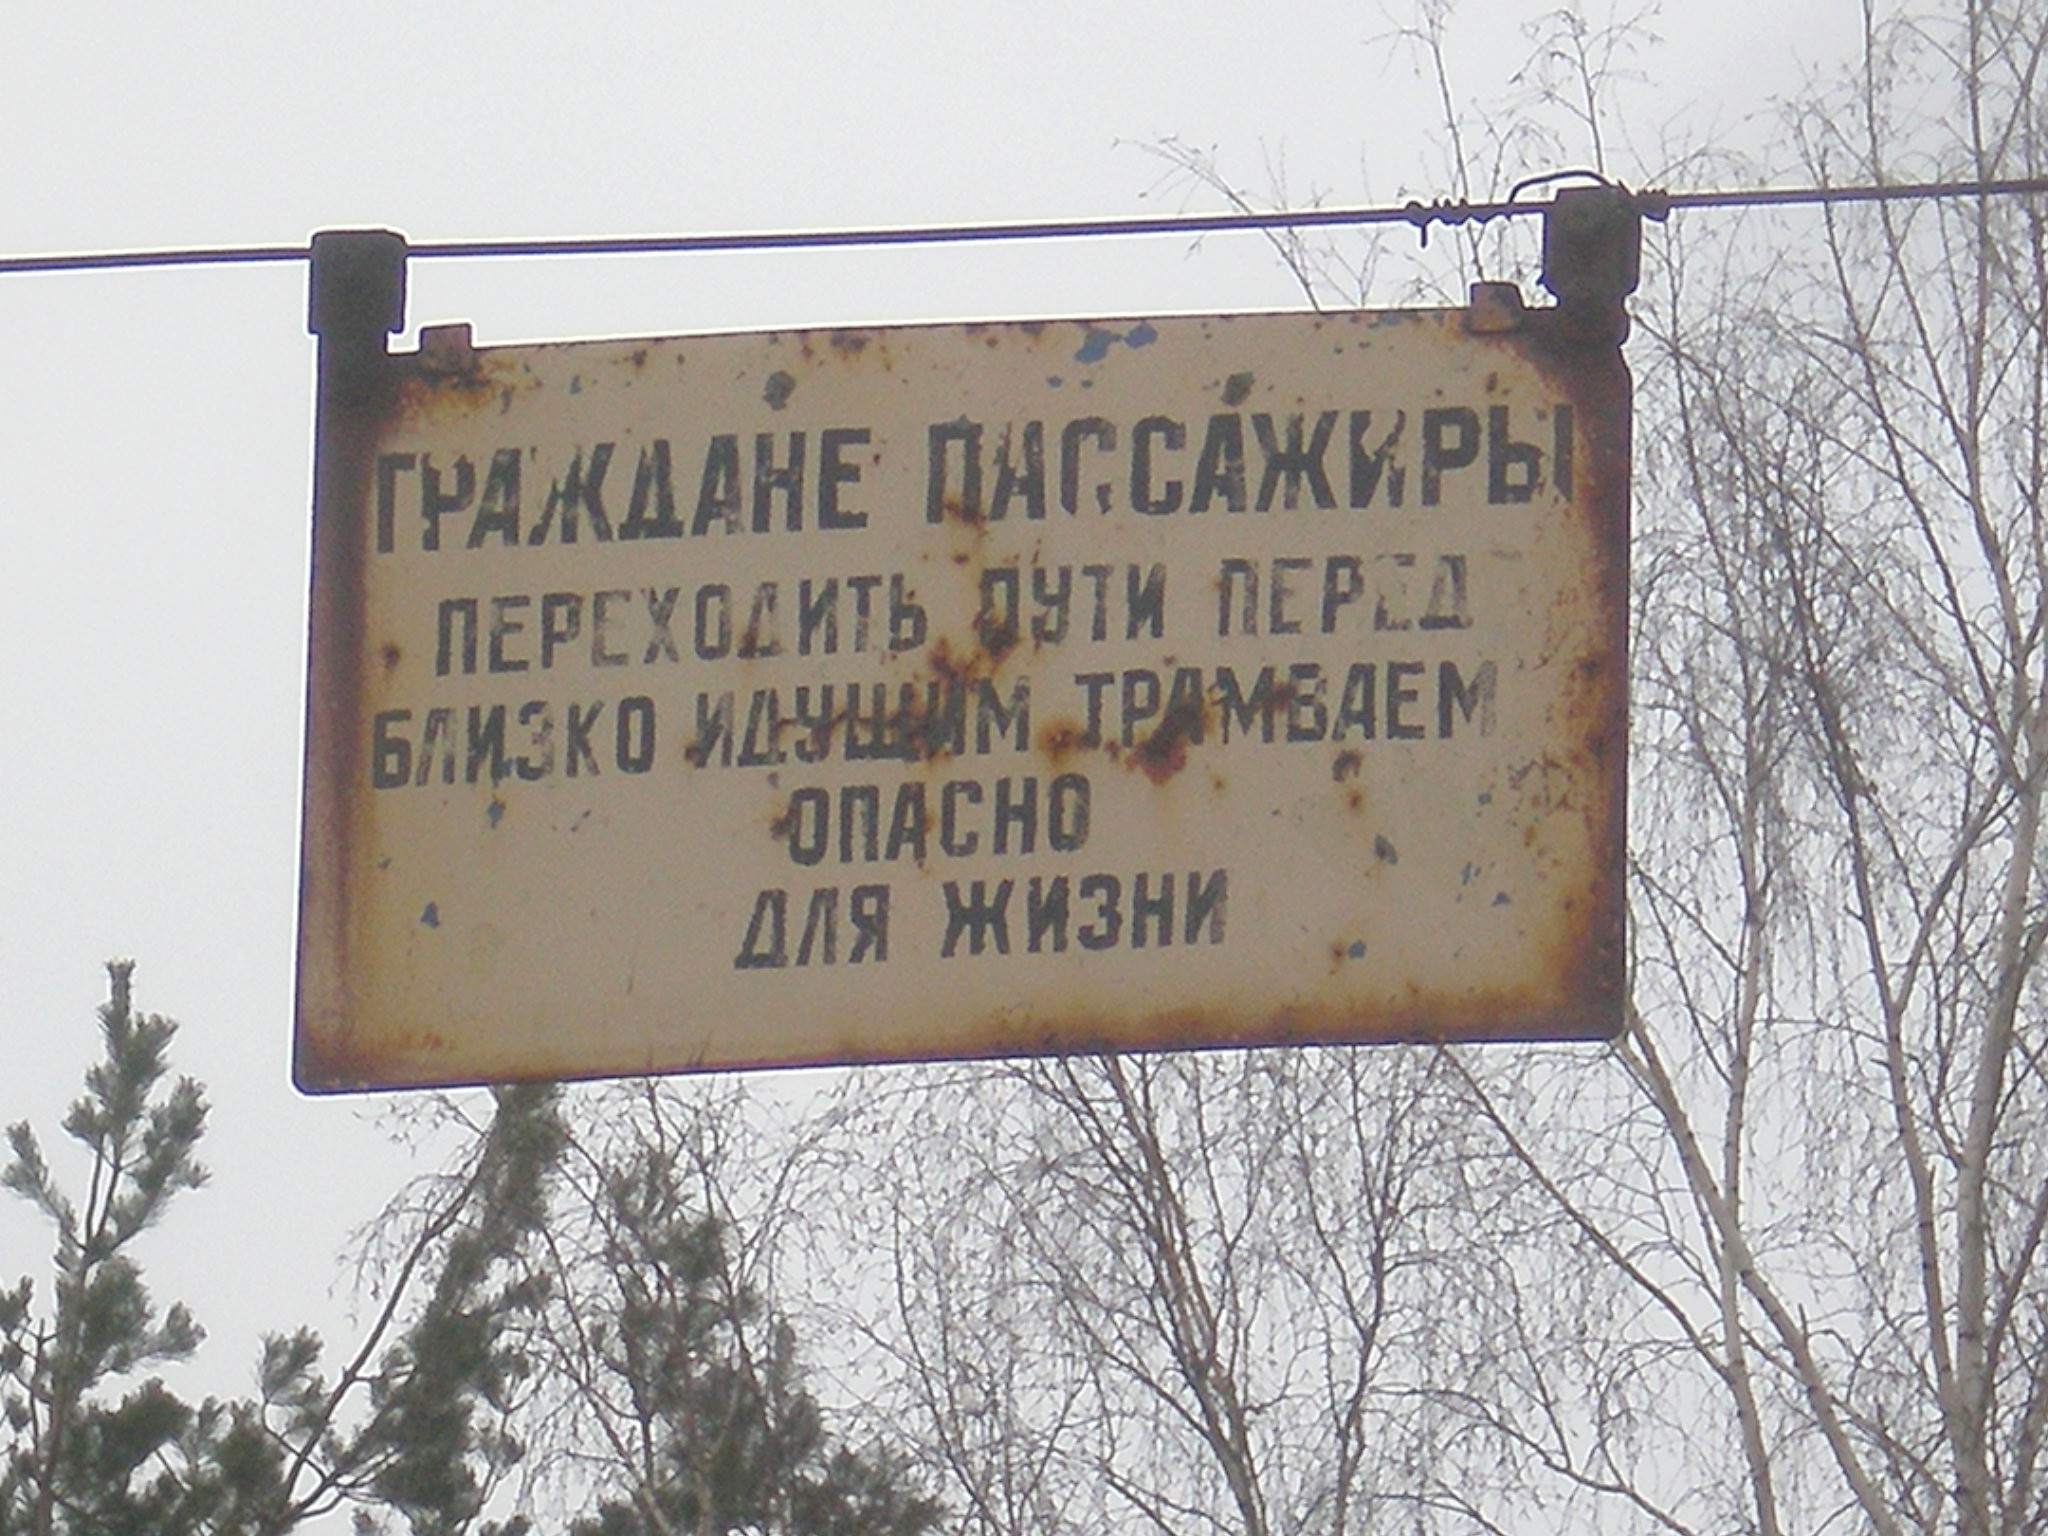 ГРАЖДАНЕ ПАССАЖИРЫ
ПЕРЕХОДИТЬ ПУТИ ПЕРЕД
БЛИЗКО ИДУЩИМ ТРАМВАЕМ
ОПАСНО
ДЛЯ ЖИЗНИ